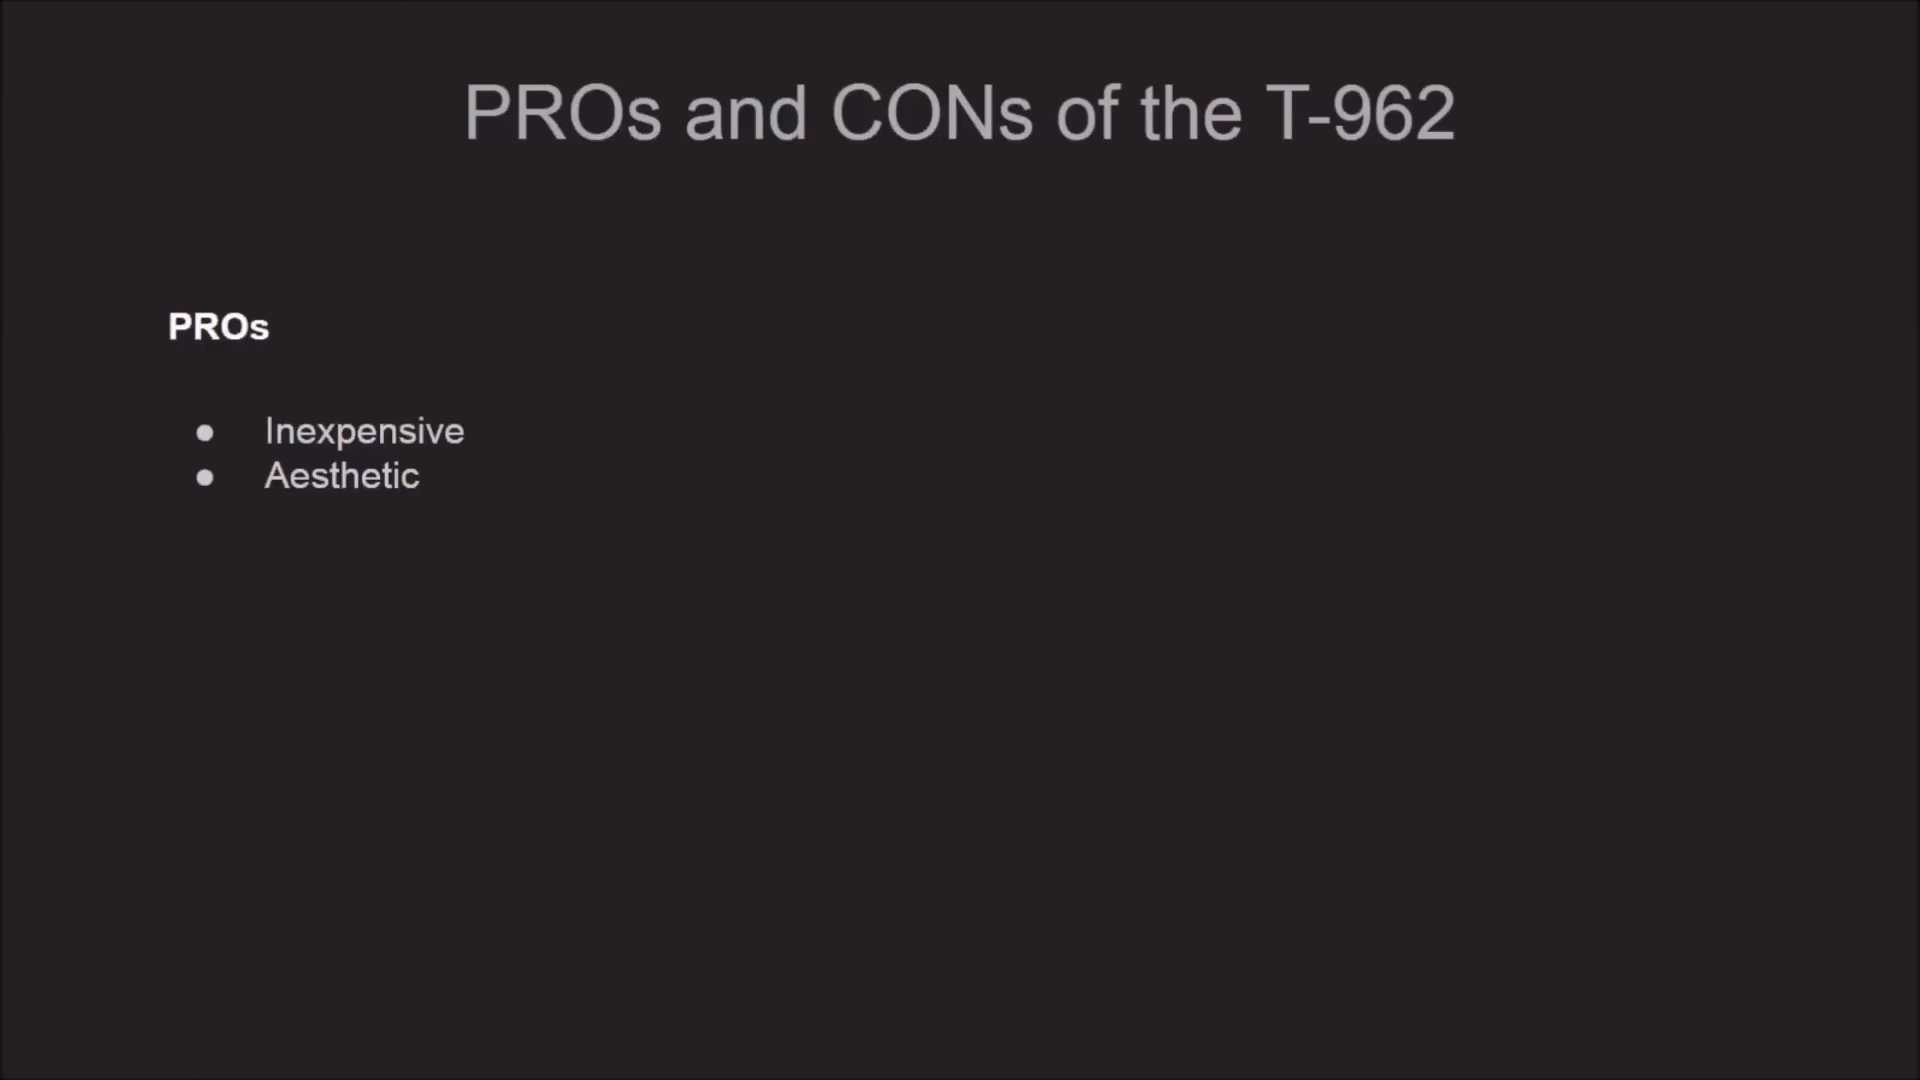 PROs and CONs of the T-962
PROs
● Inexpensive
● Aesthetic